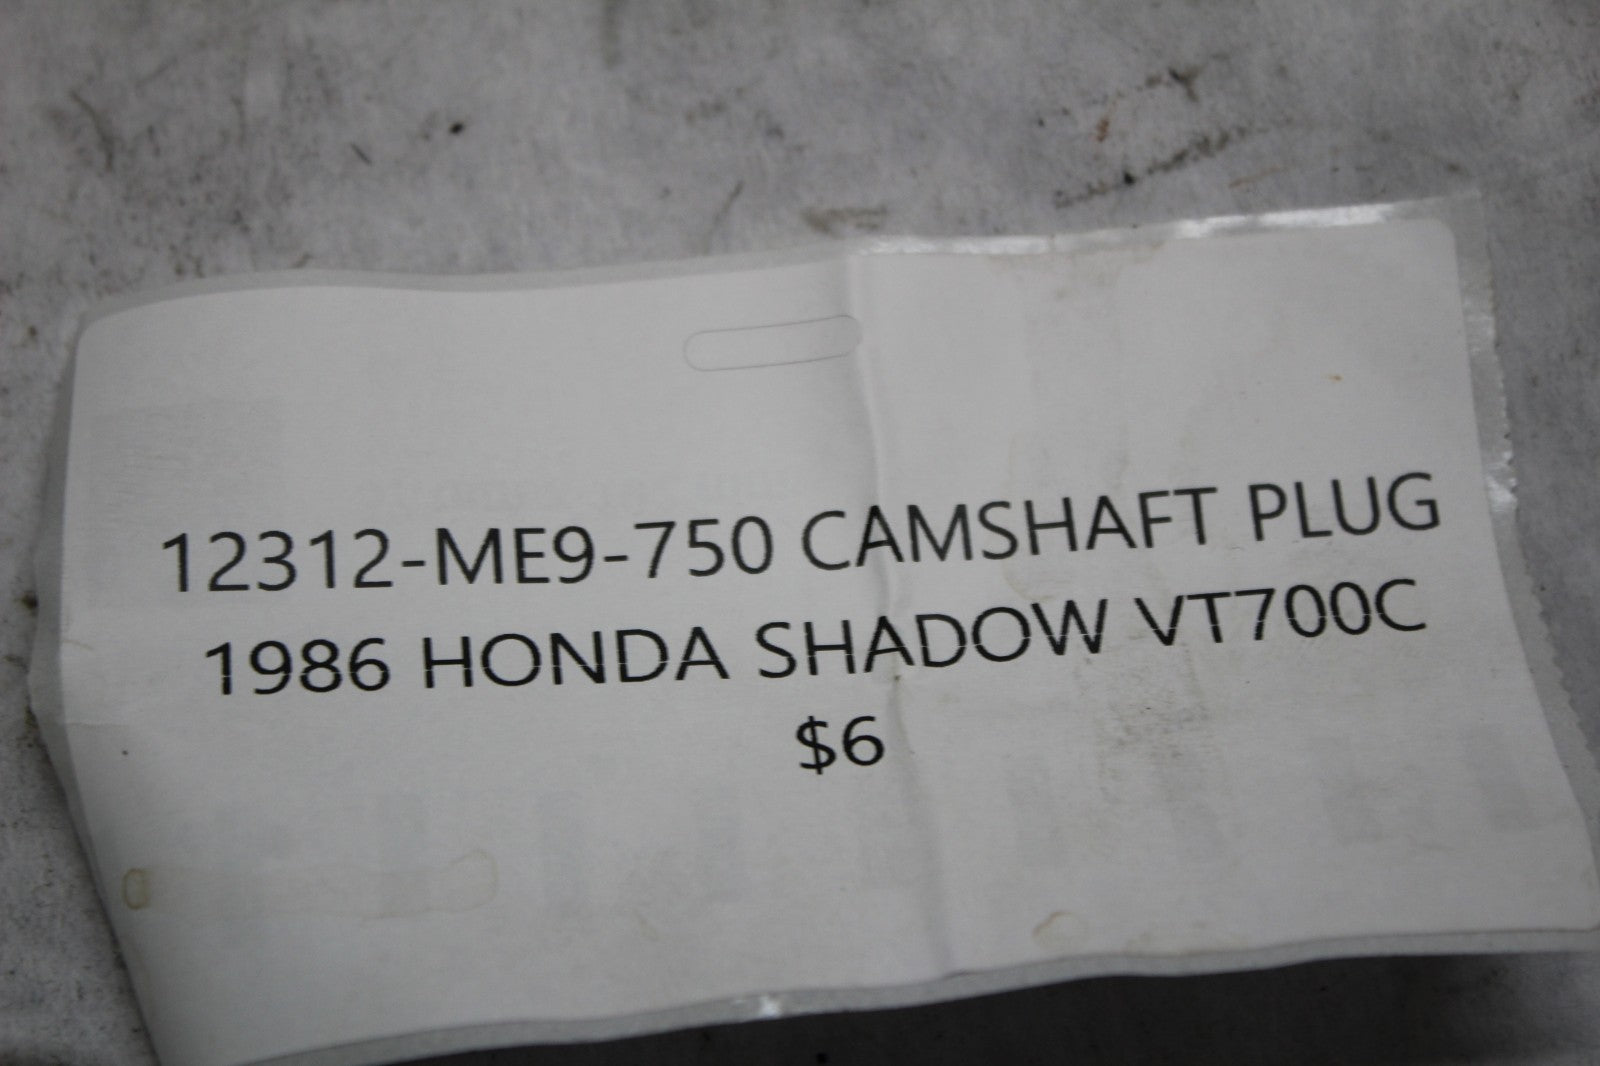 12312-ME9-750 CAMSHAFT PLUG
1986 HONDA SHADOW VT700C
$6